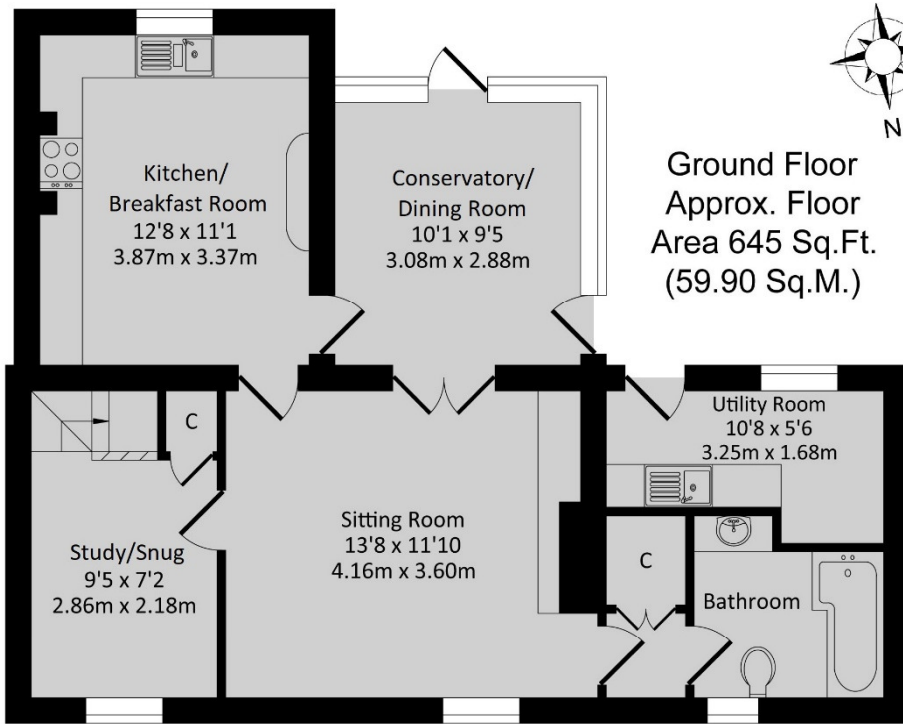 N
Kitchen/
Breakfast Room
12'8 x 11'1
3.87m x 3.37m
Conservatory/
Dining Room
10'1 x 9'5
3.08m x 2.88m
Ground Floor
Approx. Floor
Area 645 Sq.Ft.
(59.90 Sq.M.)
C
Utility Room
10'8 x 5'6
3.25m x 1.68m
Sitting Room
13'8 x 11'10
4.16m x 3.60m
Study/Snug
9'5 x 7'2
2.86m x 2.18m
C
Bathroom